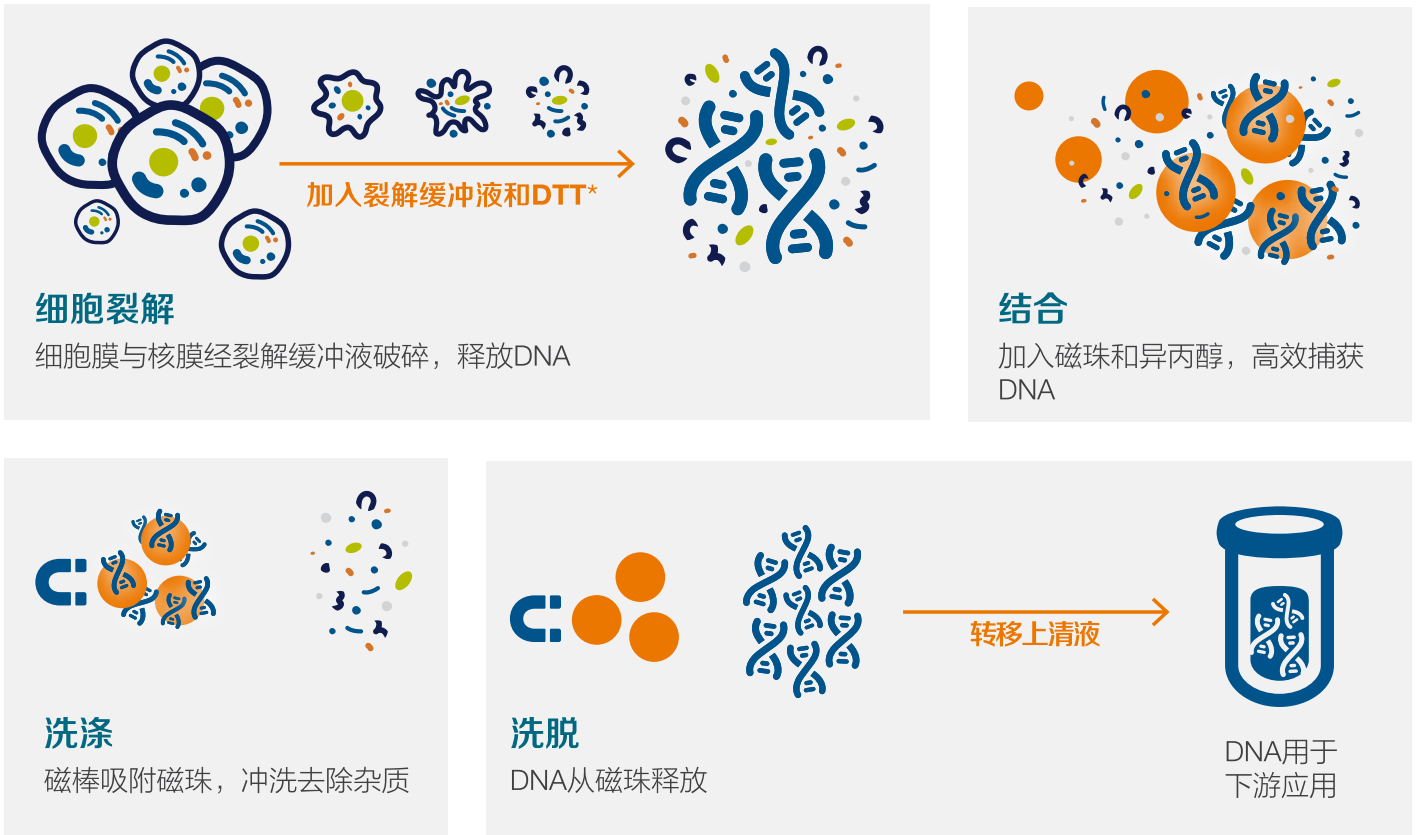 加入裂解缓冲液和DTT*
细胞裂解
细胞膜与核膜经裂解缓冲液破碎，释放DNA
结合
加入磁珠和异丙醇，高效捕获
DNA
洗涤
磁棒吸附磁珠，冲洗去除杂质
转移上清液
洗脱
DNA从磁珠释放
DNA用于
下游应用